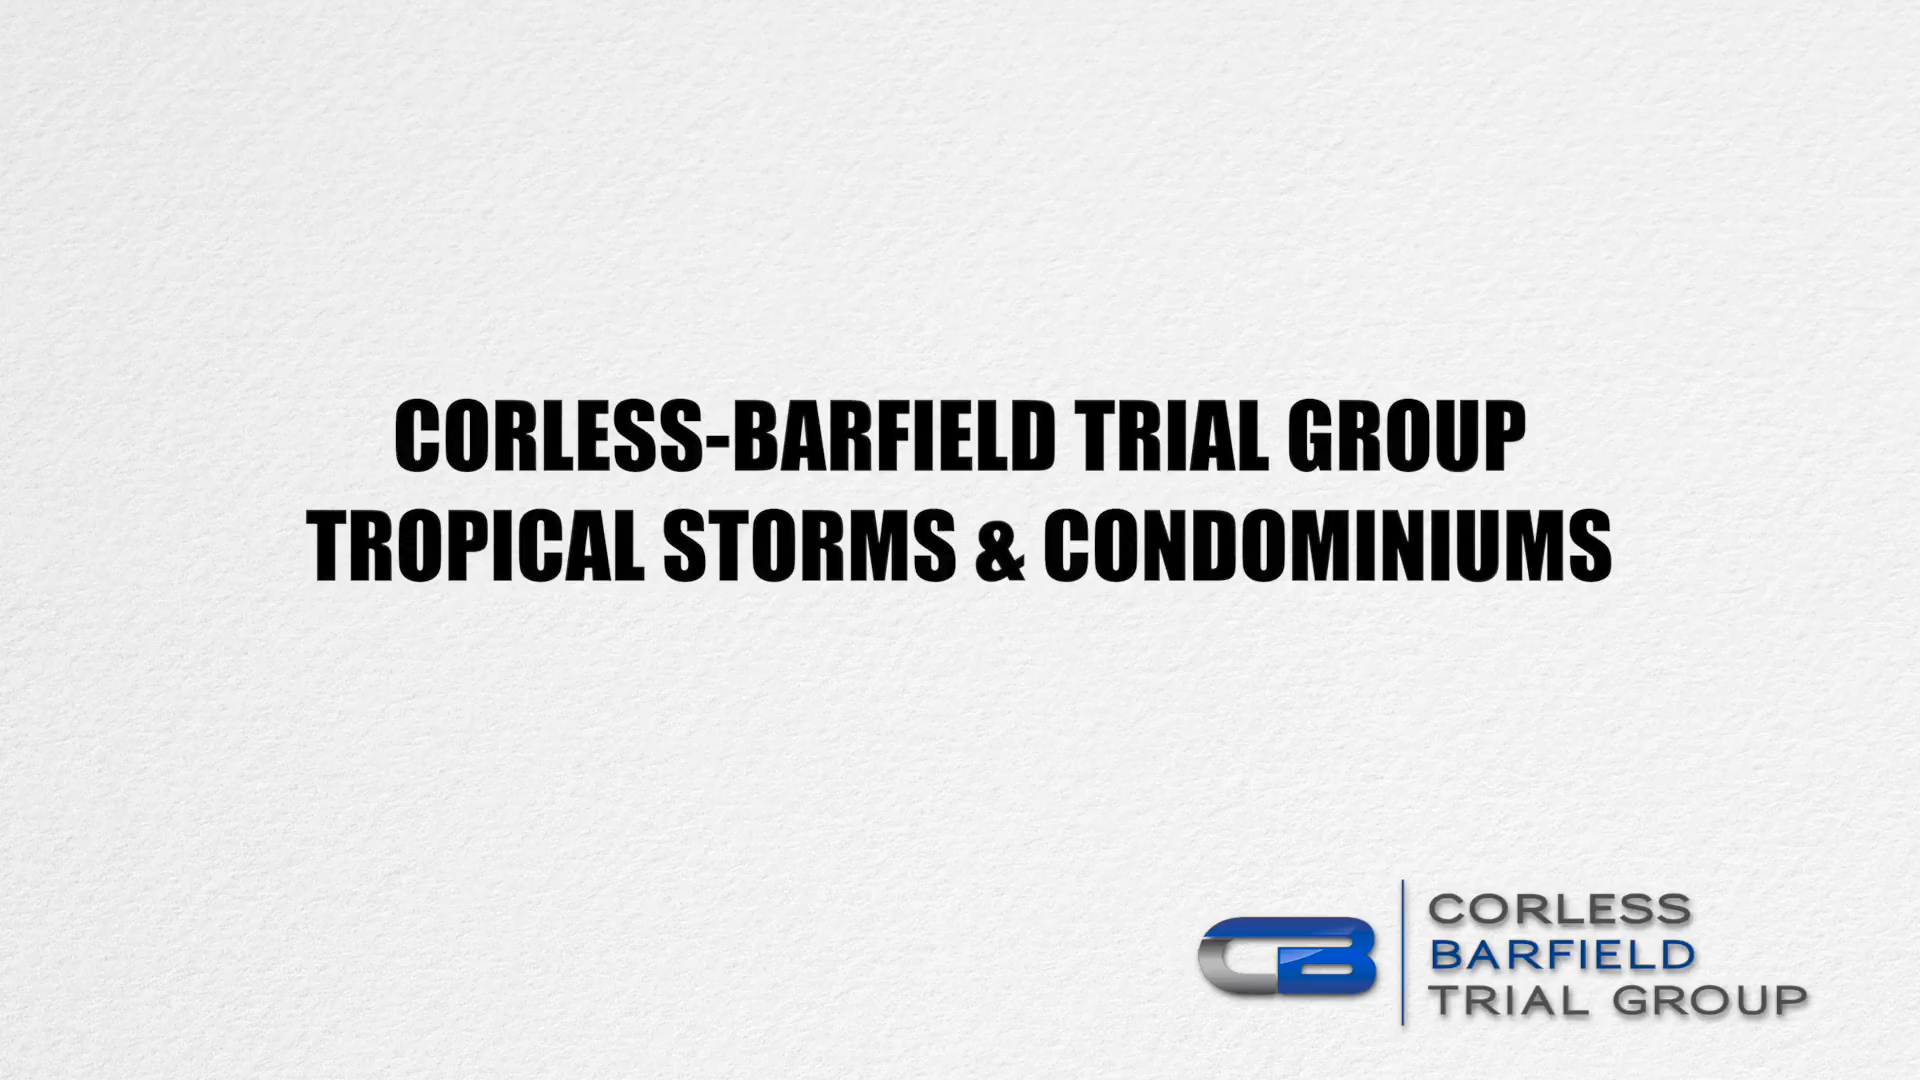 CORLESS-BARFIELD TRIAL GROUP
TROPICAL STORMS & CONDOMINIUMS
CB
CORLESS
BARFIELD
TRIAL GROUP